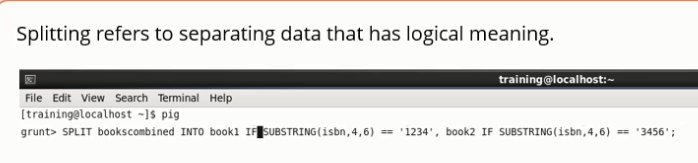 Splitting refers to separating data that has logical meaning.
training@localhost:~
File Edit View Search Terminal Help
[training@localhost ~]$ pig
grunt> SPLIT bookscombined INTO book1 IF SUBSTRING(isbn,4,6) == '1234', book2 IF SUBSTRING(isbn,4,6) == '3456';